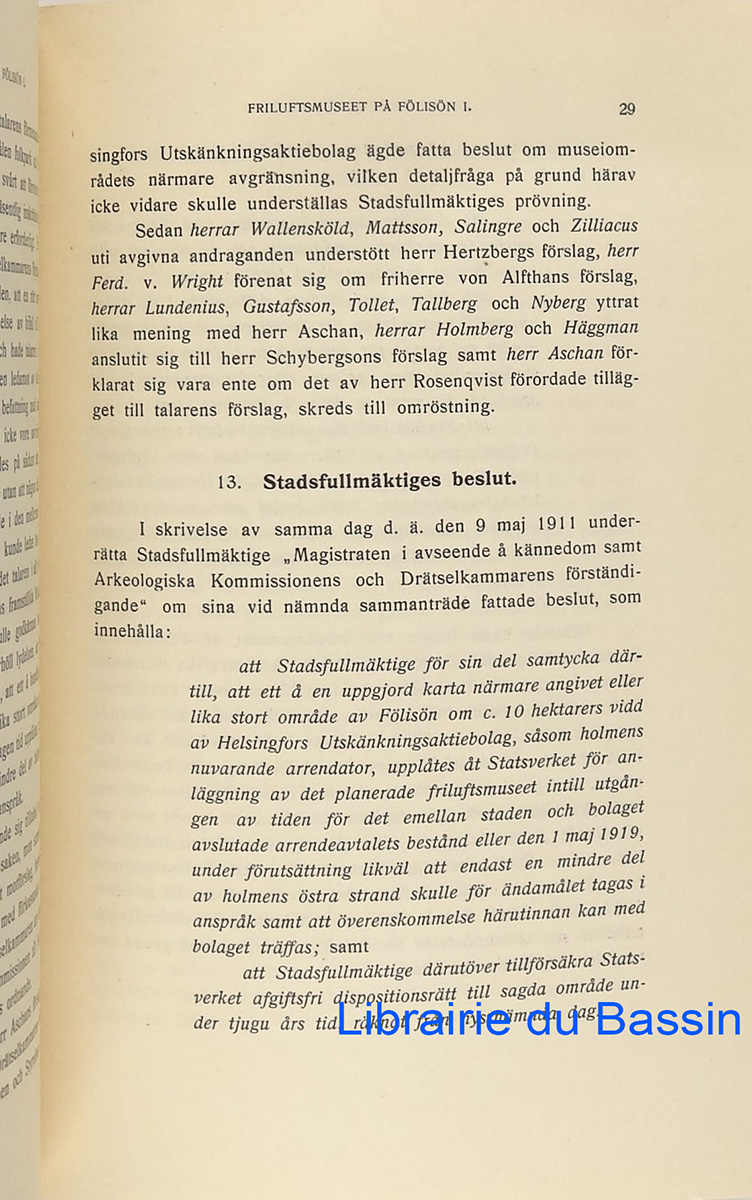 FRILUFTSMUSEET PÅ FÖLISÖN I. 29
singfors Utskänkningsaktiebolag ägde fatta beslut om museiom-
rådets närmare avgränsning, vilken detaljfråga på grund härav
icke vidare skulle underställas Stadsfullmäktiges prövning.
Sedan herrar Wallensköld, Mattsson, Salingre och Zilliacus
uti avgivna andraganden understött herr Hertzbergs förslag, herr
Ferd. v. Wright förenat sig om friherre von Alfthans förslag,
herrar Lundenius, Gustafsson, Tollet, Tallberg och Nyberg yttrat
lika mening med herr Aschan, herrar Holmberg och Häggman
anslutit sig till herr Schybergsons förslag samt herr Aschan för-
klarat sig vara ense om det av herr Rosenqvist förordade tilläg-
get till talarens förslag, skreds till omröstning.
13. Stadsfullmäktiges beslut.
I skrivelse av samma dag d. ä. den 9 maj 1911 under-
rätta Stadsfullmäktige „Magistraten i avseende å kännedom samt
Arkeologiska Kommissionens och Drätselkammarens förständi-
gande“ om sina vid nämnda sammanträde fattade beslut, som
innehålla:
att Stadsfullmäktige för sin del samtycka där-
till, att ett å en uppgjord karta närmare angivet eller
lika stort område av Fölisön om c. 10 hektarers vidd
av Helsingfors Utskänkningsaktiebolag, såsom holmens
nuvarande arrendator, upplåtes åt Statsverket för an-
läggning av det planerade friluftsmuseet intill utgån-
gen av tiden för det emellan staden och bolaget
avslutade arrendeavtalets bestånd eller den 1 maj 1919,
under förutsättning likväl att endast en mindre del
av holmens östra strand skulle för ändamålet tagas i
anspråk samt att överenskommelse härutinnan kan med
bolaget träffas; samt
att Stadsfullmäktige därutöver tillförsäkra Stats-
verket afgiftsfri dispositionsrätt till sagda område un-
der tjugu års tid, räknat från nysnämnda dag.
Librairie du Bassin